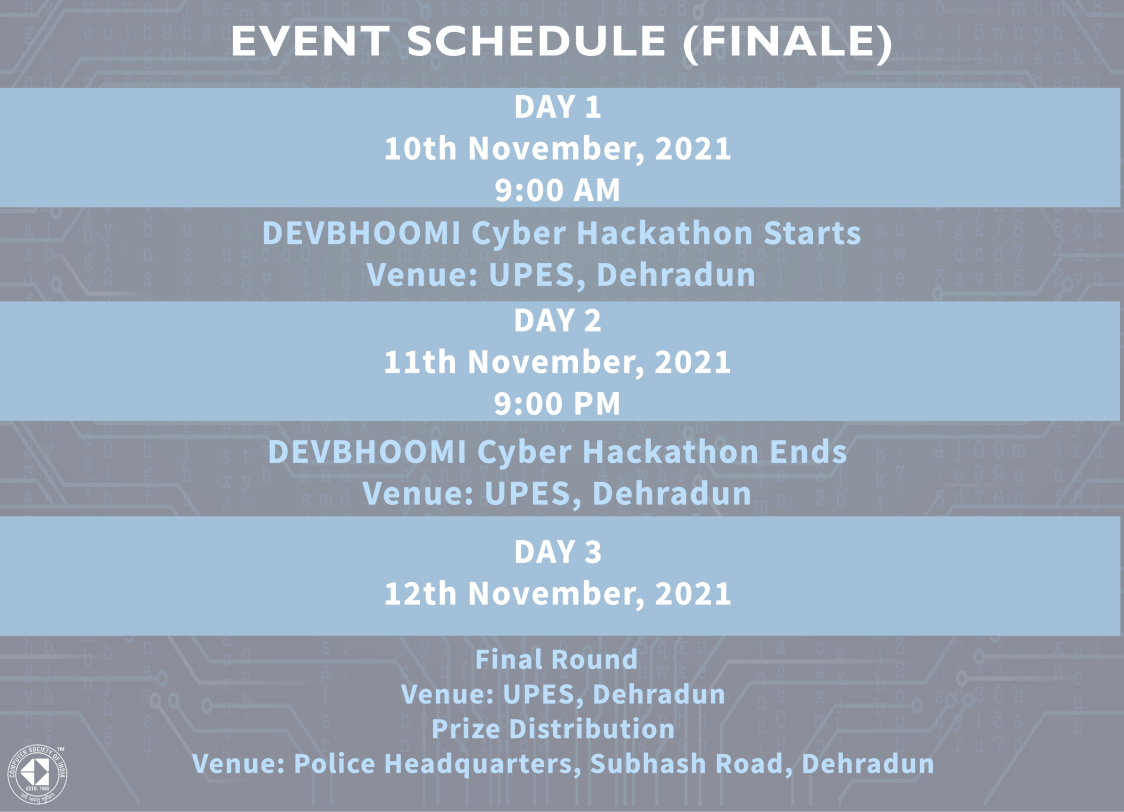 EVENT SCHEDULE (FINALE)
DAY 1
10th November, 2021
9:00 AM
DEVBHOOMI Cyber Hackathon Starts
Venue: UPES, Dehradun
DAY 2
11th November, 2021
9:00 PM
DEVBHOOMI Cyber Hackathon Ends
Venue: UPES, Dehradun
DAY 3
12th November, 2021
Final Round
Venue: UPES, Dehradun
Prize Distribution
Venue: Police Headquarters, Subhash Road, Dehradun
COMPUTER SOCIETY OF INDIA
TM
ESTD. 1965